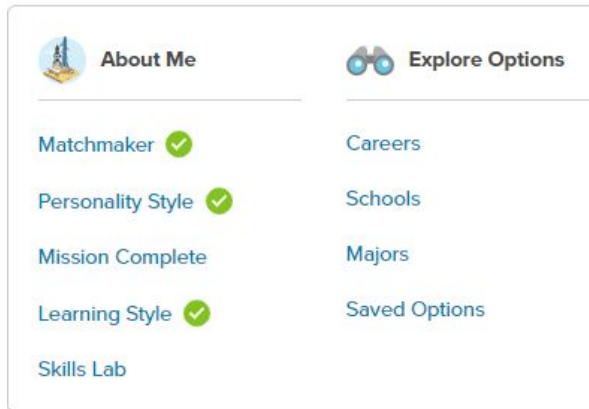 About Me
Matchmaker
Personality Style
Mission Complete
Learning Style
Skills Lab
Explore Options
Careers
Schools
Majors
Saved Options